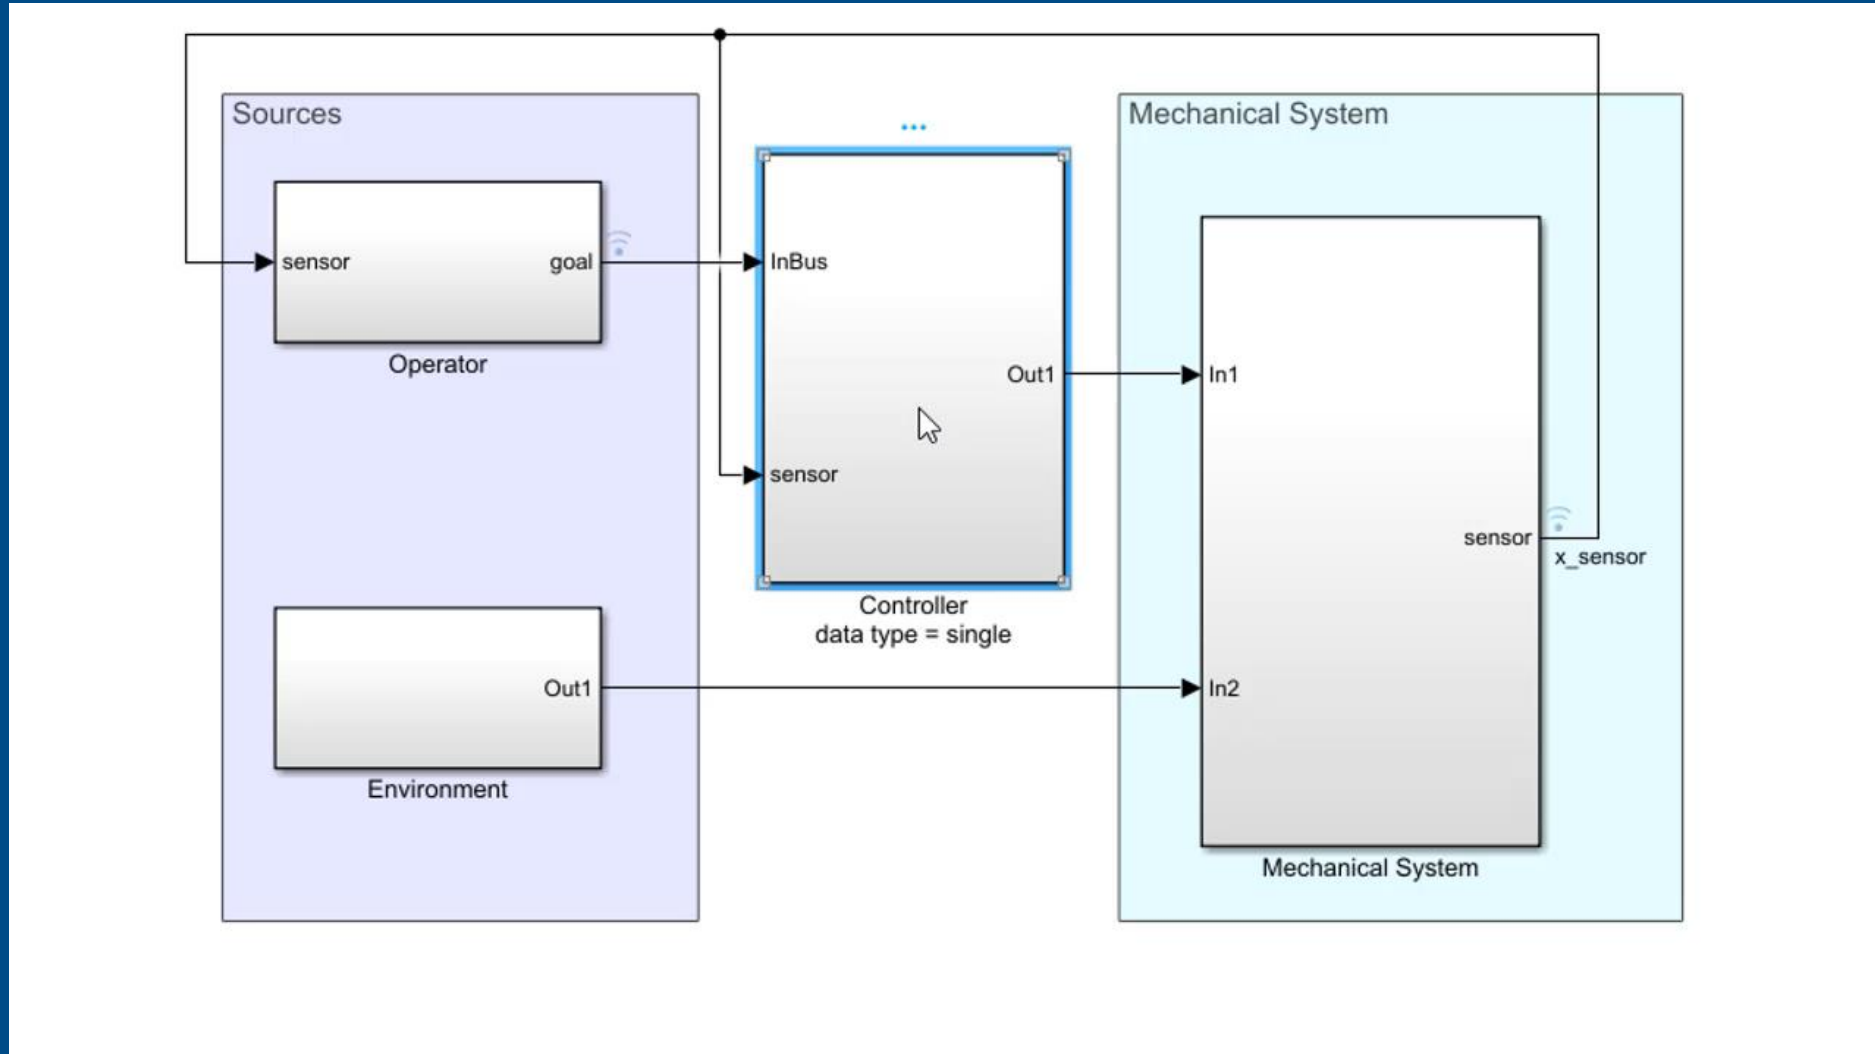 Sources
Mechanical System
sensor
goal
Operator
InBus
Out1
sensor
Controller
data type = single
In1
In2
sensor
x_sensor
Mechanical System
Out1
Environment